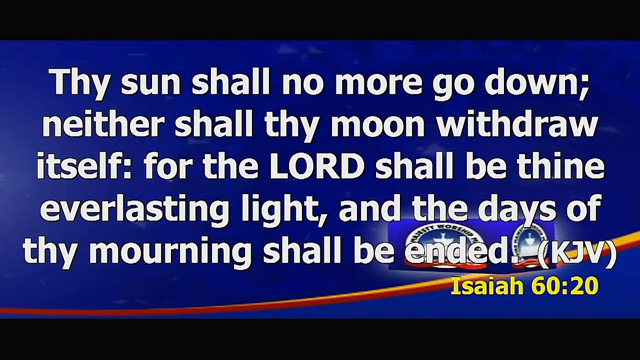 Thy sun shall no more go down;
neither shall thy moon withdraw
itself: for the LORD shall be thine
everlasting light, and the days of
thy mourning shall be ended. (KJV)
Isaiah 60:20